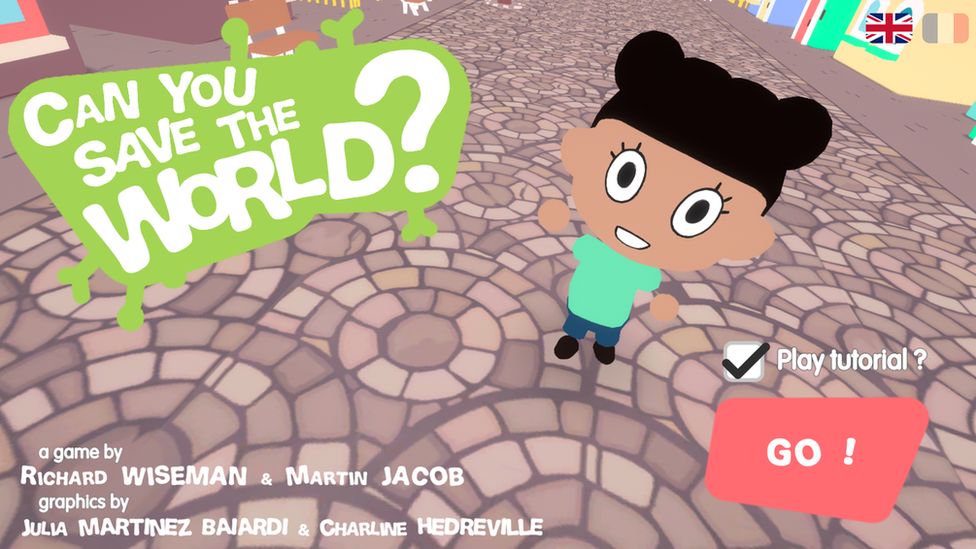 CAN YOU
SAVE THE
WORLD?
a game by
RICHARD WISEMAN & MARTIN JACOB
graphics by
JULIA MARTINEZ BAIARDI & CHARLINE HEDREVILLE
Play tutorial ?
GO !